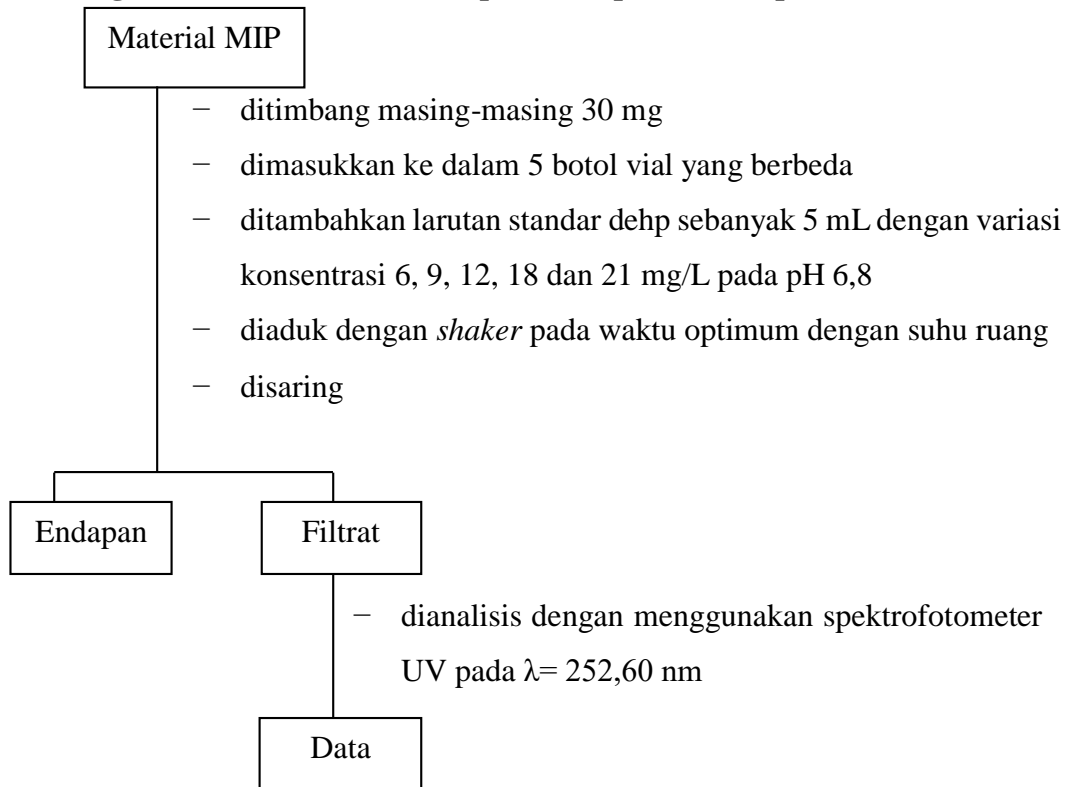 Material MIP
− ditimbang masing-masing 30 mg
− dimasukkan ke dalam 5 botol vial yang berbeda
− ditambahkan larutan standar dehp sebanyak 5 mL dengan variasi
konsentrasi 6, 9, 12, 18 dan 21 mg/L pada pH 6,8
− diaduk dengan shaker pada waktu optimum dengan suhu ruang
− disaring
Endapan
Filtrat
− dianalisis dengan menggunakan spektrofotometer
UV pada λ= 252,60 nm
Data